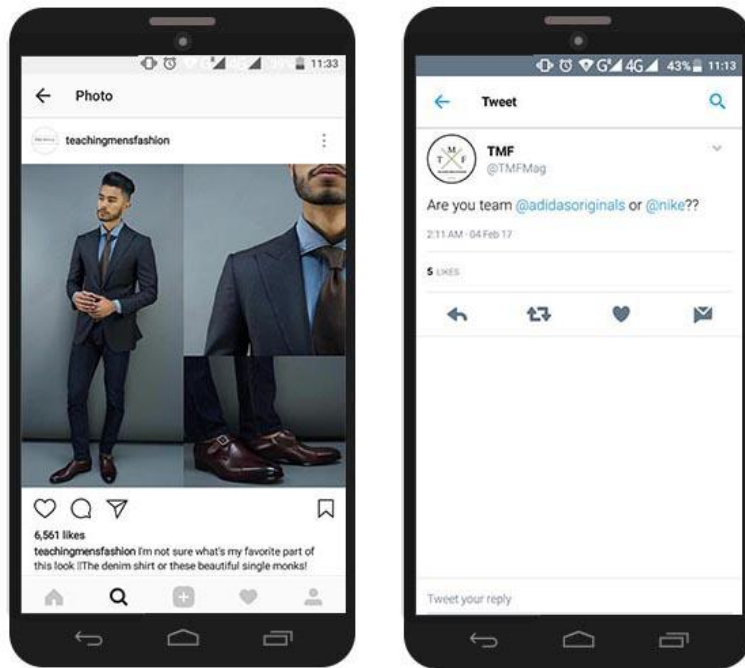 11:33
Photo
teachingmensfashion
6,561 likes
teachingmensfashion I'm not sure what's my favorite part of
this look ||The denim shirt or these beautiful single monks!
4G 43% 11:13
Tweet
T M F
TMF
@TMFMag
Are you team @adidasoriginals or @nike??
2:11 AM · 04 Feb 17
5 LIKES
Tweet your reply